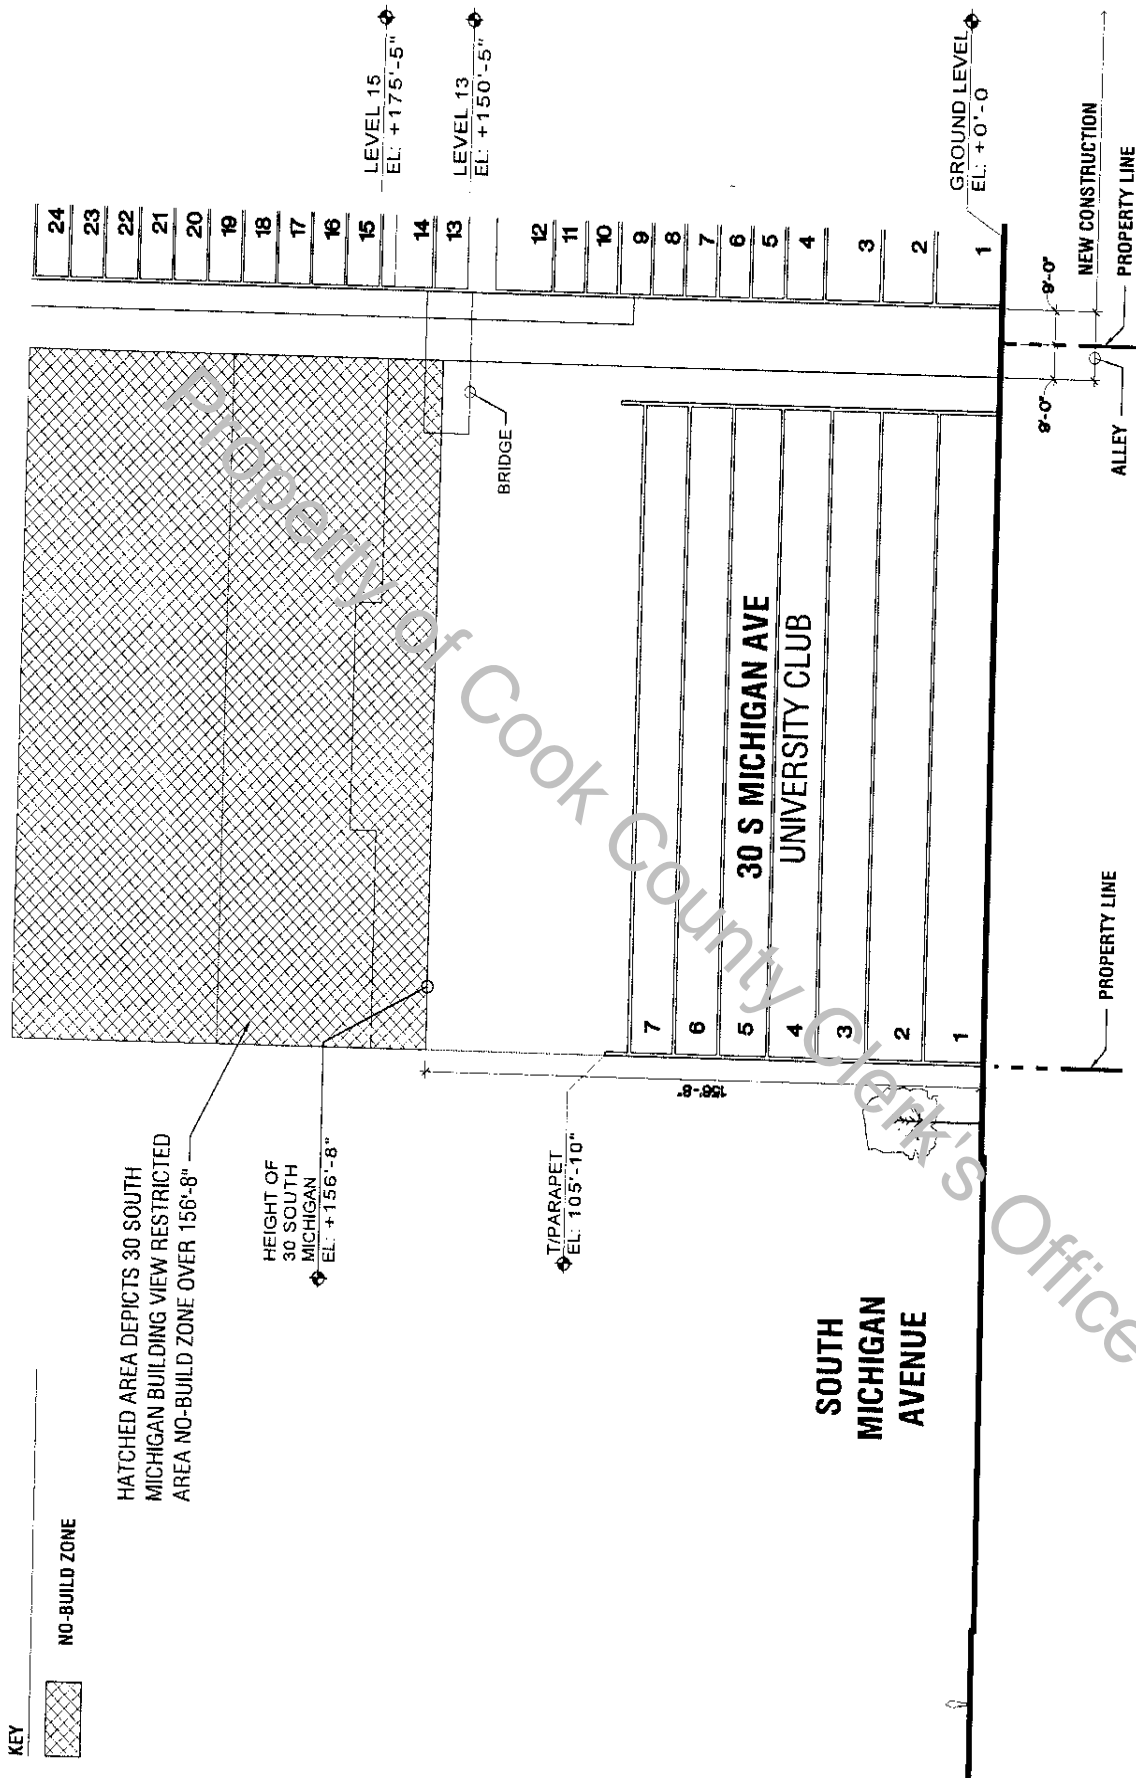 KEY
NO-BUILD ZONE
HATCHED AREA DEPICTS 30 SOUTH
MICHIGAN BUILDING VIEW RESTRICTED
AREA NO-BUILD ZONE OVER 156'-8"
HEIGHT OF
30 SOUTH
MICHIGAN
EL: +156'-8"
T/PARAPET
EL: 105'-10"
156'-8"
SOUTH
MICHIGAN
AVENUE
7
6
5
4
3
2
1
30 S MICHIGAN AVE
UNIVERSITY CLUB
BRIDGE
24
23
22
21
20
19
18
17
16
15
14
13
12
11
10
9
8
7
6
5
4
3
2
1
LEVEL 15
EL: +175'-5"
LEVEL 13
EL: +150'-5"
GROUND LEVEL
EL: +0'-0
9'-0"
9'-0"
NEW CONSTRUCTION
PROPERTY LINE
ALLEY
PROPERTY LINE
Property of Cook County Clerk's Office